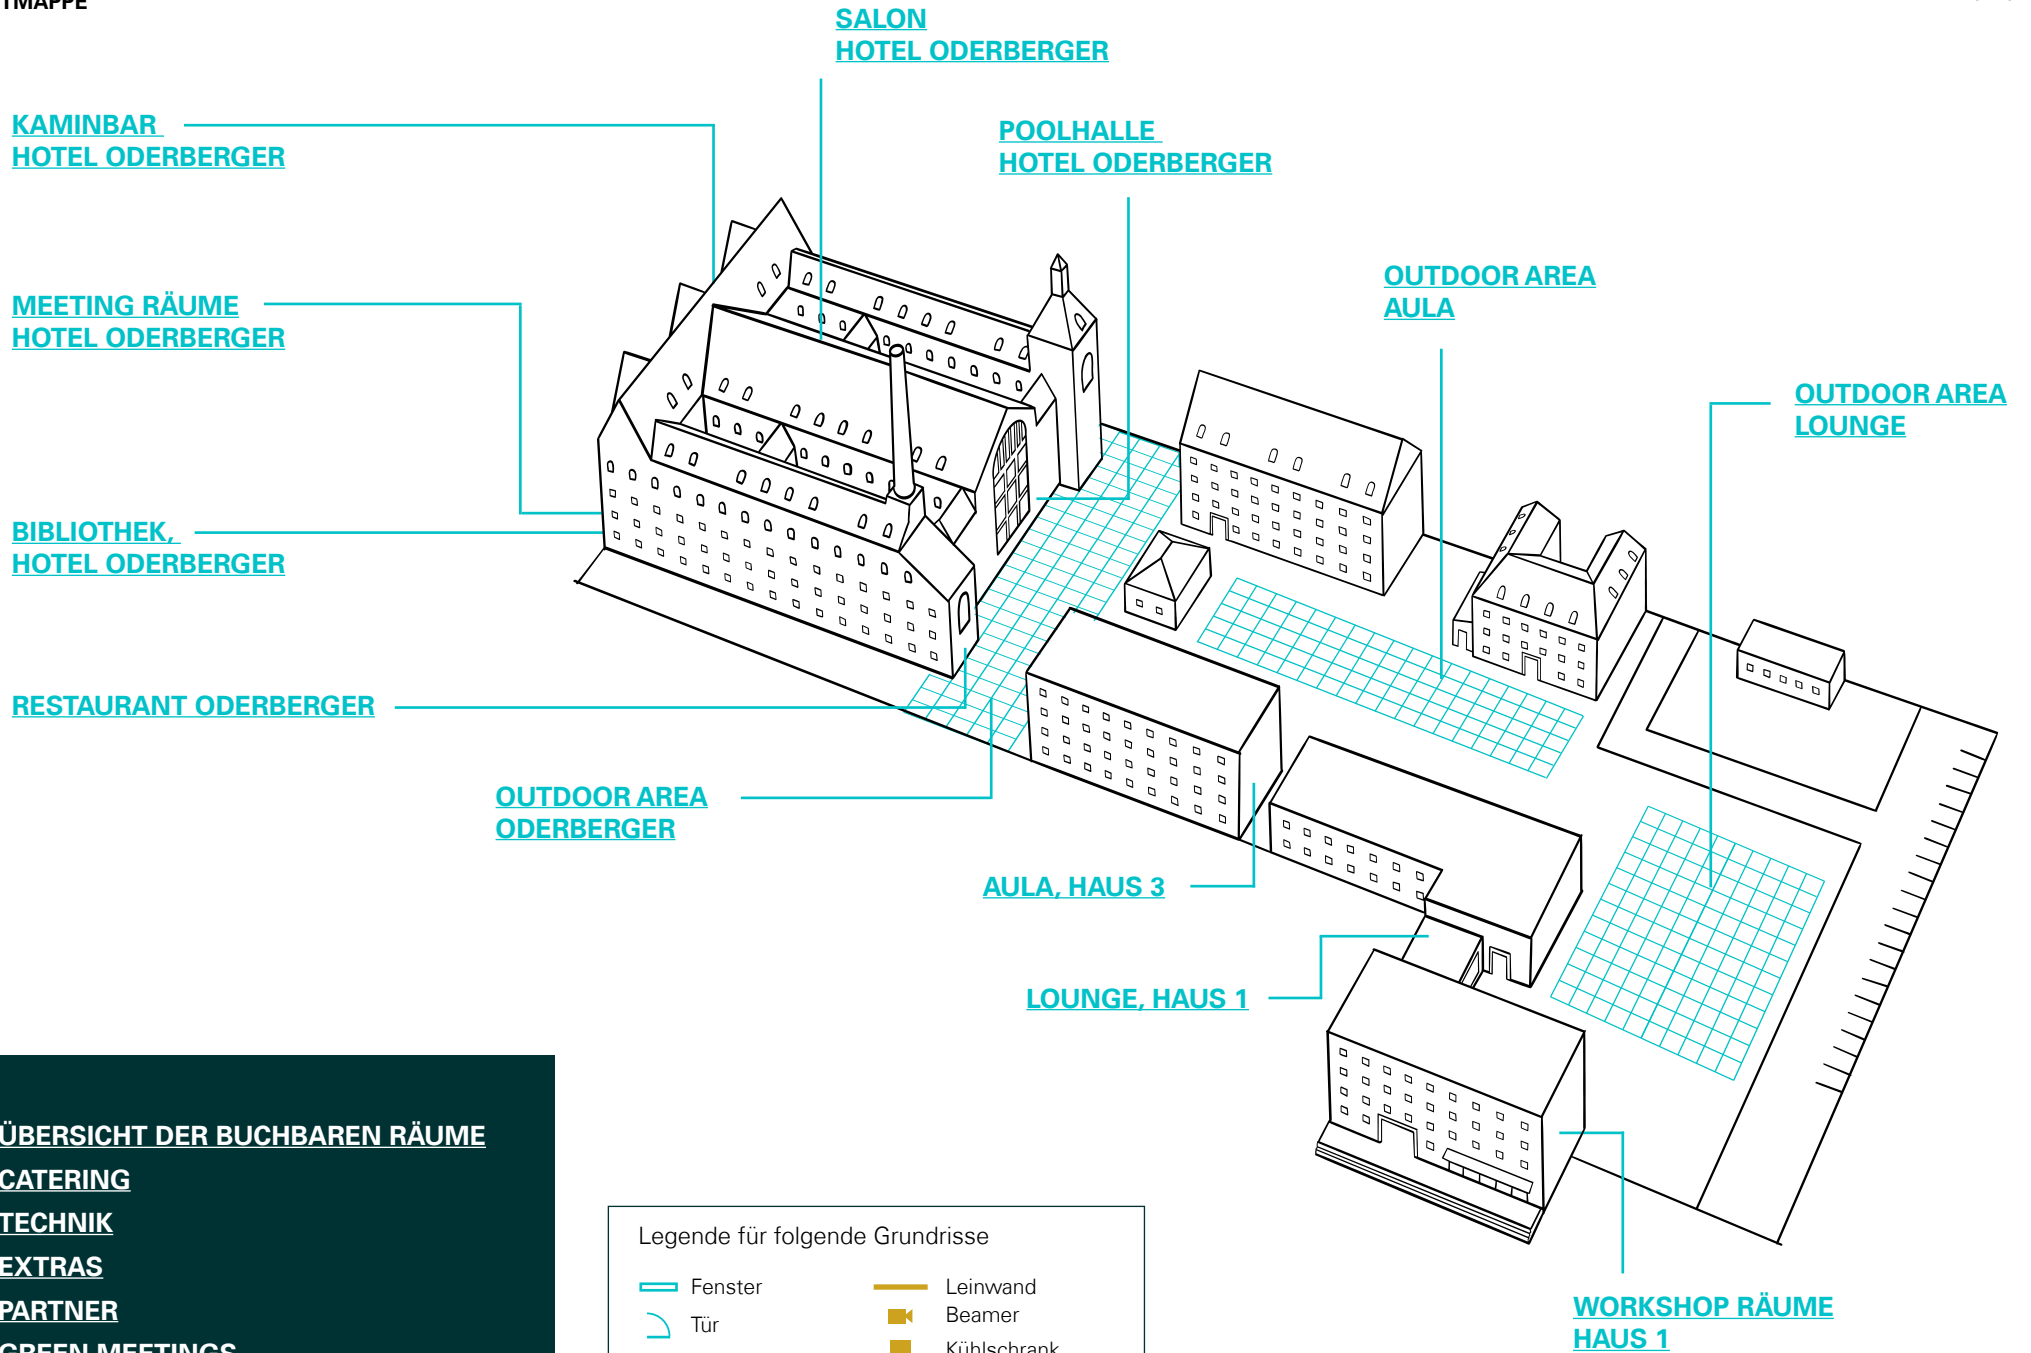 SALON
HOTEL ODERBERGER
KAMINBAR
HOTEL ODERBERGER
POOLHALLE
HOTEL ODERBERGER
MEETING RÄUME
HOTEL ODERBERGER
OUTDOOR AREA
AULA
OUTDOOR AREA
LOUNGE
BIBLIOTHEK,
HOTEL ODERBERGER
RESTAURANT ODERBERGER
OUTDOOR AREA
ODERBERGER
AULA, HAUS 3
LOUNGE, HAUS 1
WORKSHOP RÄUME
HAUS 1
ÜBERSICHT DER BUCHBAREN RÄUME
CATERING
TECHNIK
EXTRAS
PARTNER
GREEN MEETINGS
Legende für folgende Grundrisse
Fenster
Tür
Leinwand
Beamer
Kühlschrank